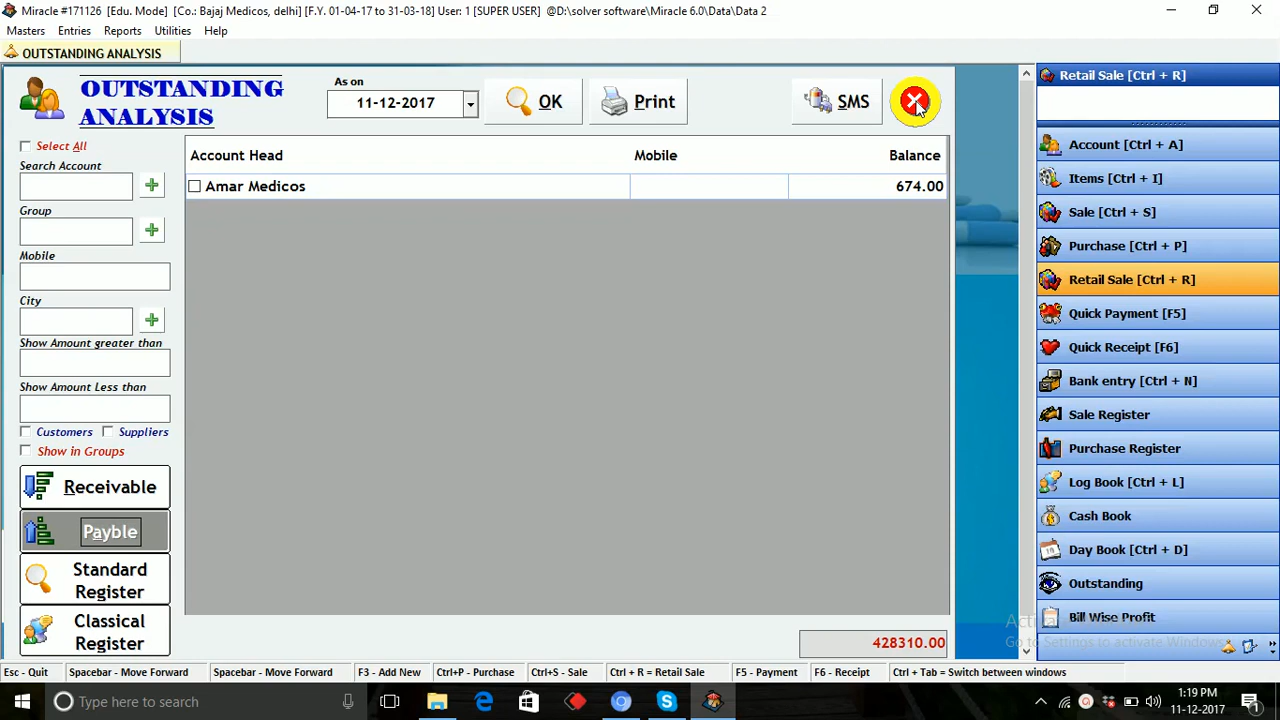 Miracle #171126 [Edu. Mode] [Co.: Bajaj Medicos, delhi] [F.Y. 01-04-17 to 31-03-18] User: 1 [SUPER USER] @D:\solver software\Miracle 6.0\Data\Data 2
Masters Entries Reports Utilities Help
OUTSTANDING ANALYSIS
OUTSTANDING
ANALYSIS
As on
11-12-2017
OK
Print
SMS
Select All
Search Account
Group
Mobile
City
Show Amount greater than
Show Amount Less than
Customers Suppliers
Show in Groups
Receivable
Payble
Standard
Register
Classical
Register
Account Head Mobile Balance
Amar Medicos 674.00
428310.00
Retail Sale [Ctrl + R]
Account [Ctrl + A]
Items [Ctrl + I]
Sale [Ctrl + S]
Purchase [Ctrl + P]
Retail Sale [Ctrl + R]
Quick Payment [F5]
Quick Receipt [F6]
Bank entry [Ctrl + N]
Sale Register
Purchase Register
Log Book [Ctrl + L]
Cash Book
Day Book [Ctrl + D]
Outstanding
Bill Wise Profit
Go to Settings to activate Windows.
Esc - Quit Spacebar - Move Forward Spacebar - Move Forward F3 - Add New Ctrl+P - Purchase Ctrl+S - Sale Ctrl + R = Retail Sale F5 - Payment F6 - Receipt Ctrl + Tab = Switch between windows
Type here to search
1:19 PM
11-12-2017